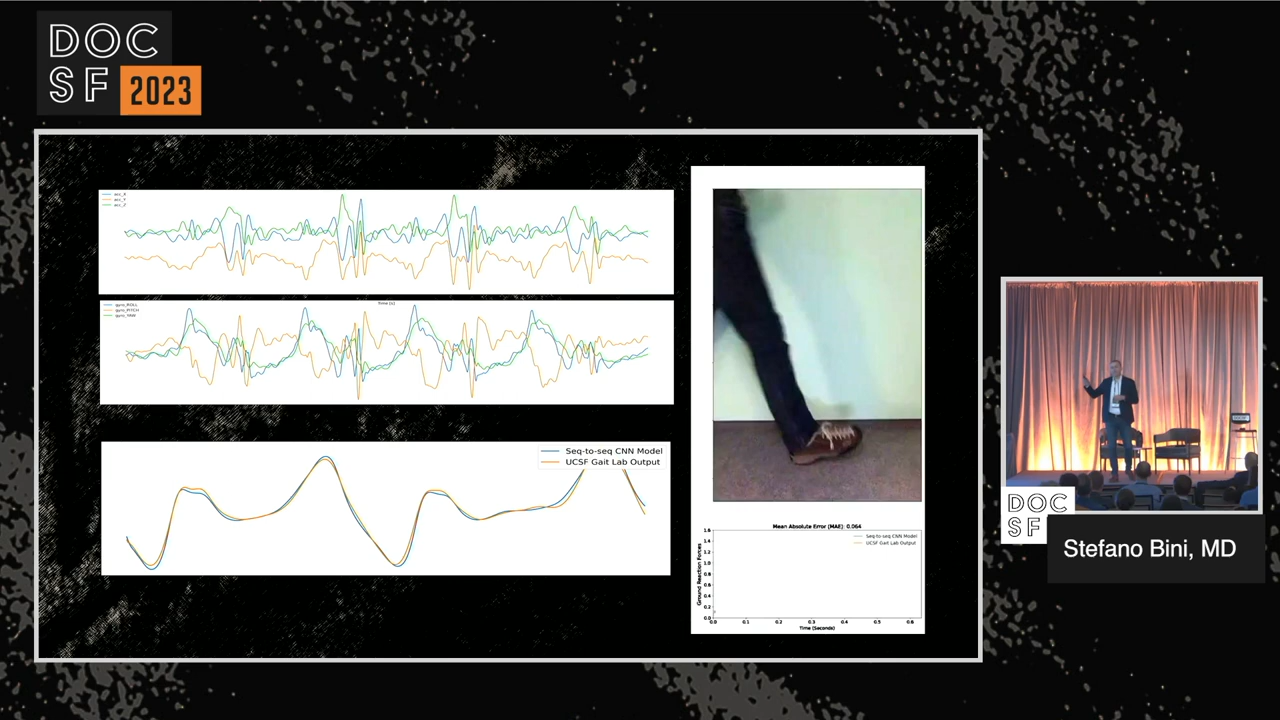 DOC
SF 2023
acc_X
acc_Y
acc_Z
Time (s)
gyro_ROLL
gyro_PITCH
gyro_YAW
Seq-to-seq CNN Model
UCSF Gait Lab Output
Mean Absolute Error (MAE): 0.064
Seq-to-seq CNN Model
UCSF Gait Lab Output
Ground Reaction Forces
1.6
1.4
1.2
1.0
0.8
0.6
0.4
0.2
0.0
0.0 0.1 0.2 0.3 0.4 0.5 0.6
Time (Seconds)
DOC
SF
Stefano Bini, MD